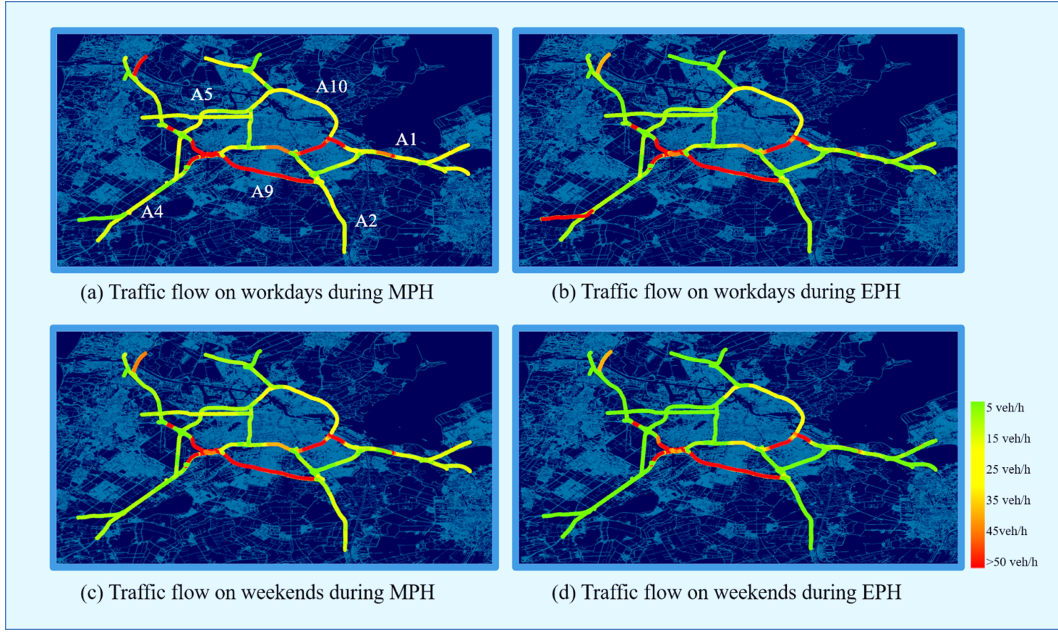 A10
A5
A1
A9
A4
A2
(a) Traffic flow on workdays during MPH
(b) Traffic flow on workdays during EPH
5 veh/h
15 veh/h
25 veh/h
35 veh/h
45veh/h
>50 veh/h
(c) Traffic flow on weekends during MPH
(d) Traffic flow on weekends during EPH